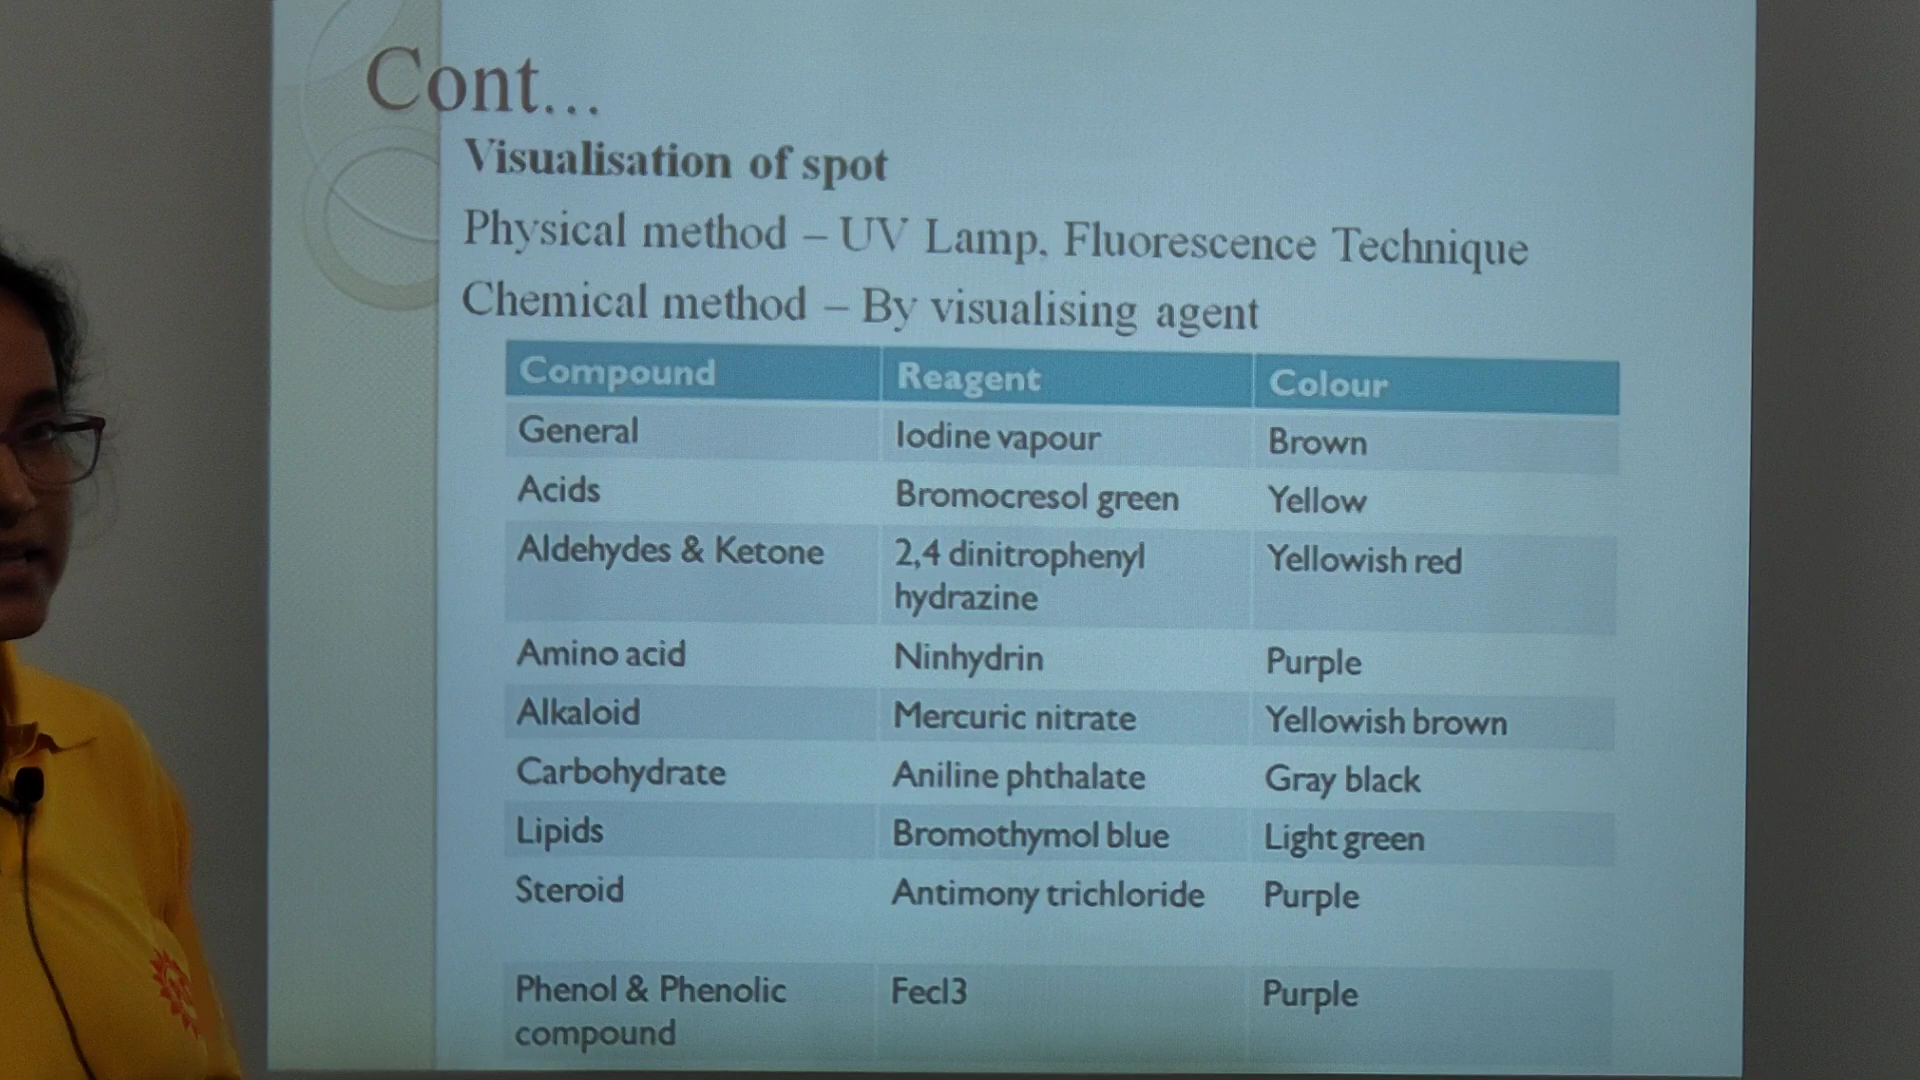 Cont...
Visualisation of spot
Physical method – UV Lamp, Fluorescence Technique
Chemical method – By visualising agent
Compound Reagent Colour
General Iodine vapour Brown
Acids Bromocresol green Yellow
Aldehydes & Ketone 2,4 dinitrophenyl Yellowish red
hydrazine
Amino acid Ninhydrin Purple
Alkaloid Mercuric nitrate Yellowish brown
Carbohydrate Aniline phthalate Gray black
Lipids Bromothymol blue Light green
Steroid Antimony trichloride Purple
Phenol & Phenolic Fecl3 Purple
compound